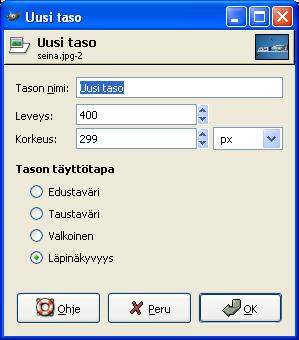 Uusi taso
Uusi taso
seina.jpg-2
Tason nimi: Uusi taso
Leveys: 400
Korkeus: 299 px
Tason täyttötapa
Edustaväri
Taustaväri
Valkoinen
Läpinäkyvyys
Ohje Peru OK